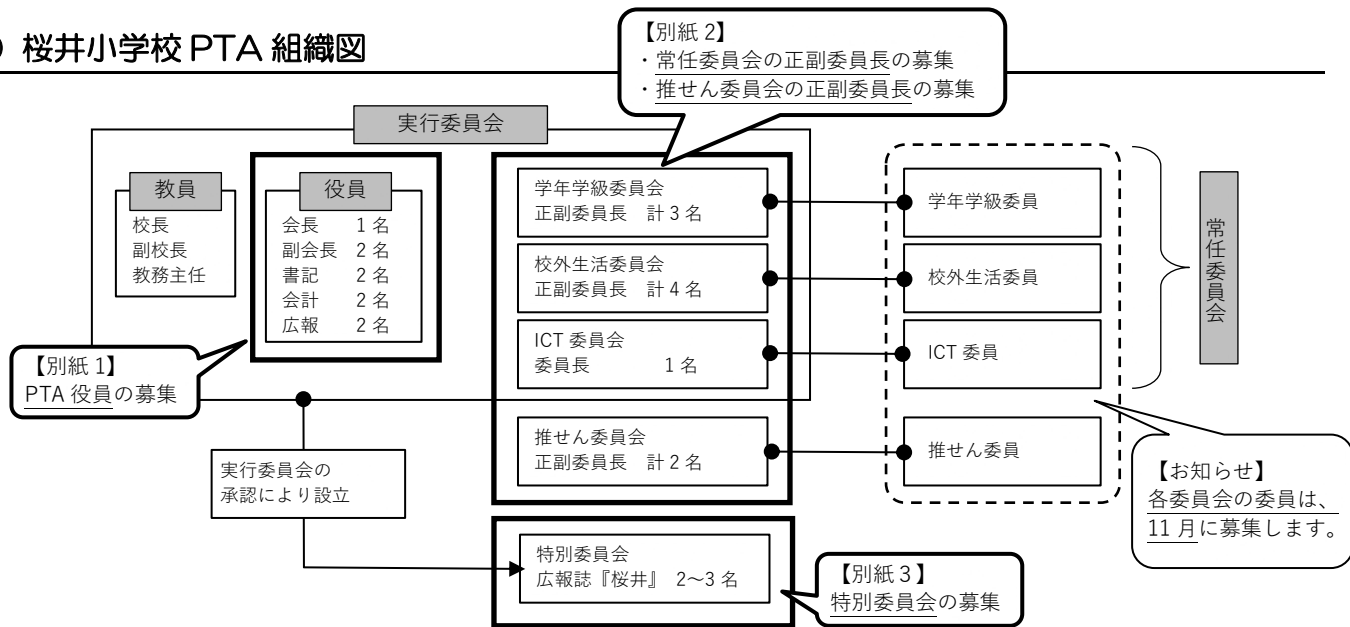 桜井小学校 PTA 組織図
【別紙 2】
・常任委員会の正副委員長の募集
・推せん委員会の正副委員長の募集
実行委員会
教員
校長
副校長
教務主任
役員
会長 1 名
副会長 2 名
書記 2 名
会計 2 名
広報 2 名
【別紙 1】
PTA 役員の募集
学年学級委員会
正副委員長 計 3 名
校外生活委員会
正副委員長 計 4 名
ICT 委員会
委員長 1 名
推せん委員会
正副委員長 計 2 名
学年学級委員
校外生活委員
ICT 委員
推せん委員
常任委員会
【お知らせ】
各委員会の委員は、
11 月に募集します。
実行委員会の
承認により設立
特別委員会
広報誌『桜井』 2～3 名
【別紙 3】
特別委員会の募集